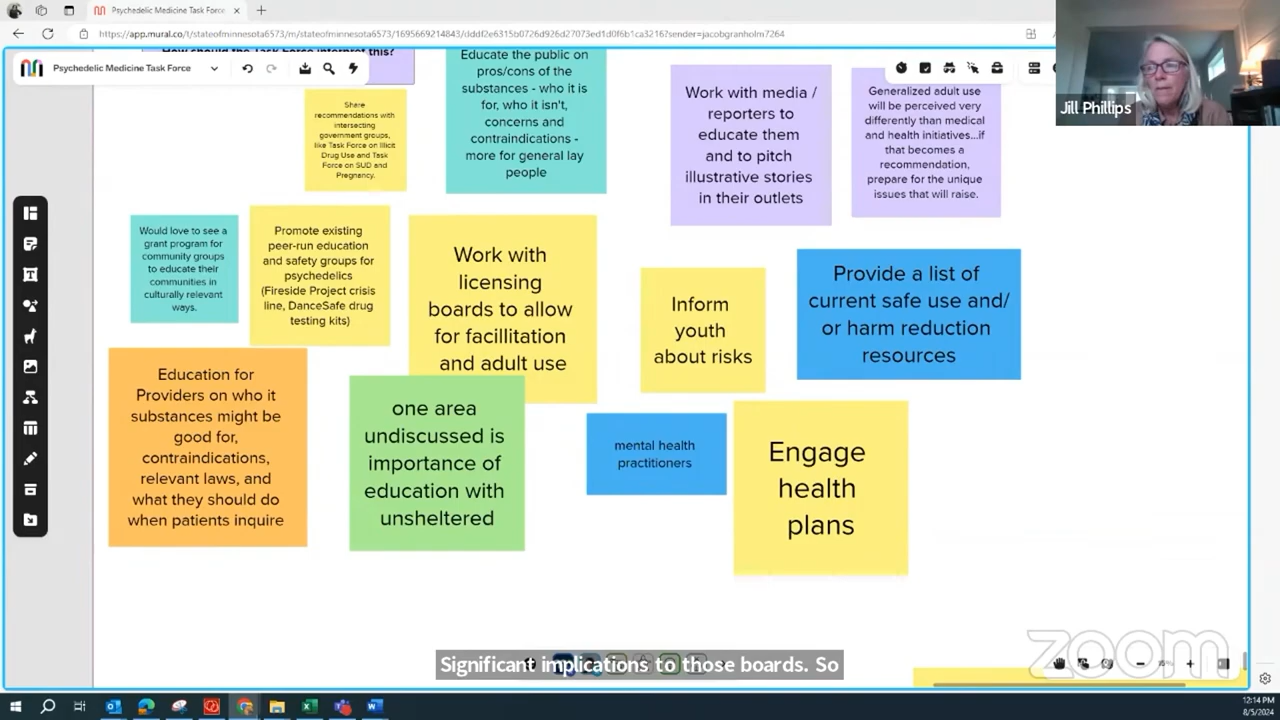 Psychedelic Medicine Task Force
https://app.mural.co/t/stateofminnesota6573/m/stateofminnesota6573/1695669214843/dddf2e6315b0726d926d27073ed1d0f6b1ca3216?sender=jacobgranholm7264
Psychedelic Medicine Task Force
How should the Task Force interpret this?
Share
recommendations with
intersecting
government groups,
like Task Force on Illicit
Drug Use and Task
Force on SUD and
Pregnancy.
Educate the public on
pros/cons of the
substances - who it is
for, who it isn't,
concerns and
contraindications -
more for general lay
people
Work with media /
reporters to
educate them
and to pitch
illustrative stories
in their outlets
Generalized adult use
will be perceived very
differently than medical
and health initiatives...if
that becomes a
recommendation,
prepare for the unique
issues that will raise.
Jill Phillips
Would love to see a
grant program for
community groups
to educate their
communities in
culturally relevant
ways.
Promote existing
peer-run education
and safety groups for
psychedelics
(Fireside Project crisis
line, DanceSafe drug
testing kits)
Work with
licensing
boards to allow
for facillitation
and adult use
Inform
youth
about risks
Provide a list of
current safe use and/
or harm reduction
resources
Education for
Providers on who it
substances might be
good for,
contraindications,
relevant laws, and
what they should do
when patients inquire
one area
undiscussed is
importance of
education with
unsheltered
mental health
practitioners
Engage
health
plans
Significant implications to those boards. So
zoom
12:14 PM
8/5/2024